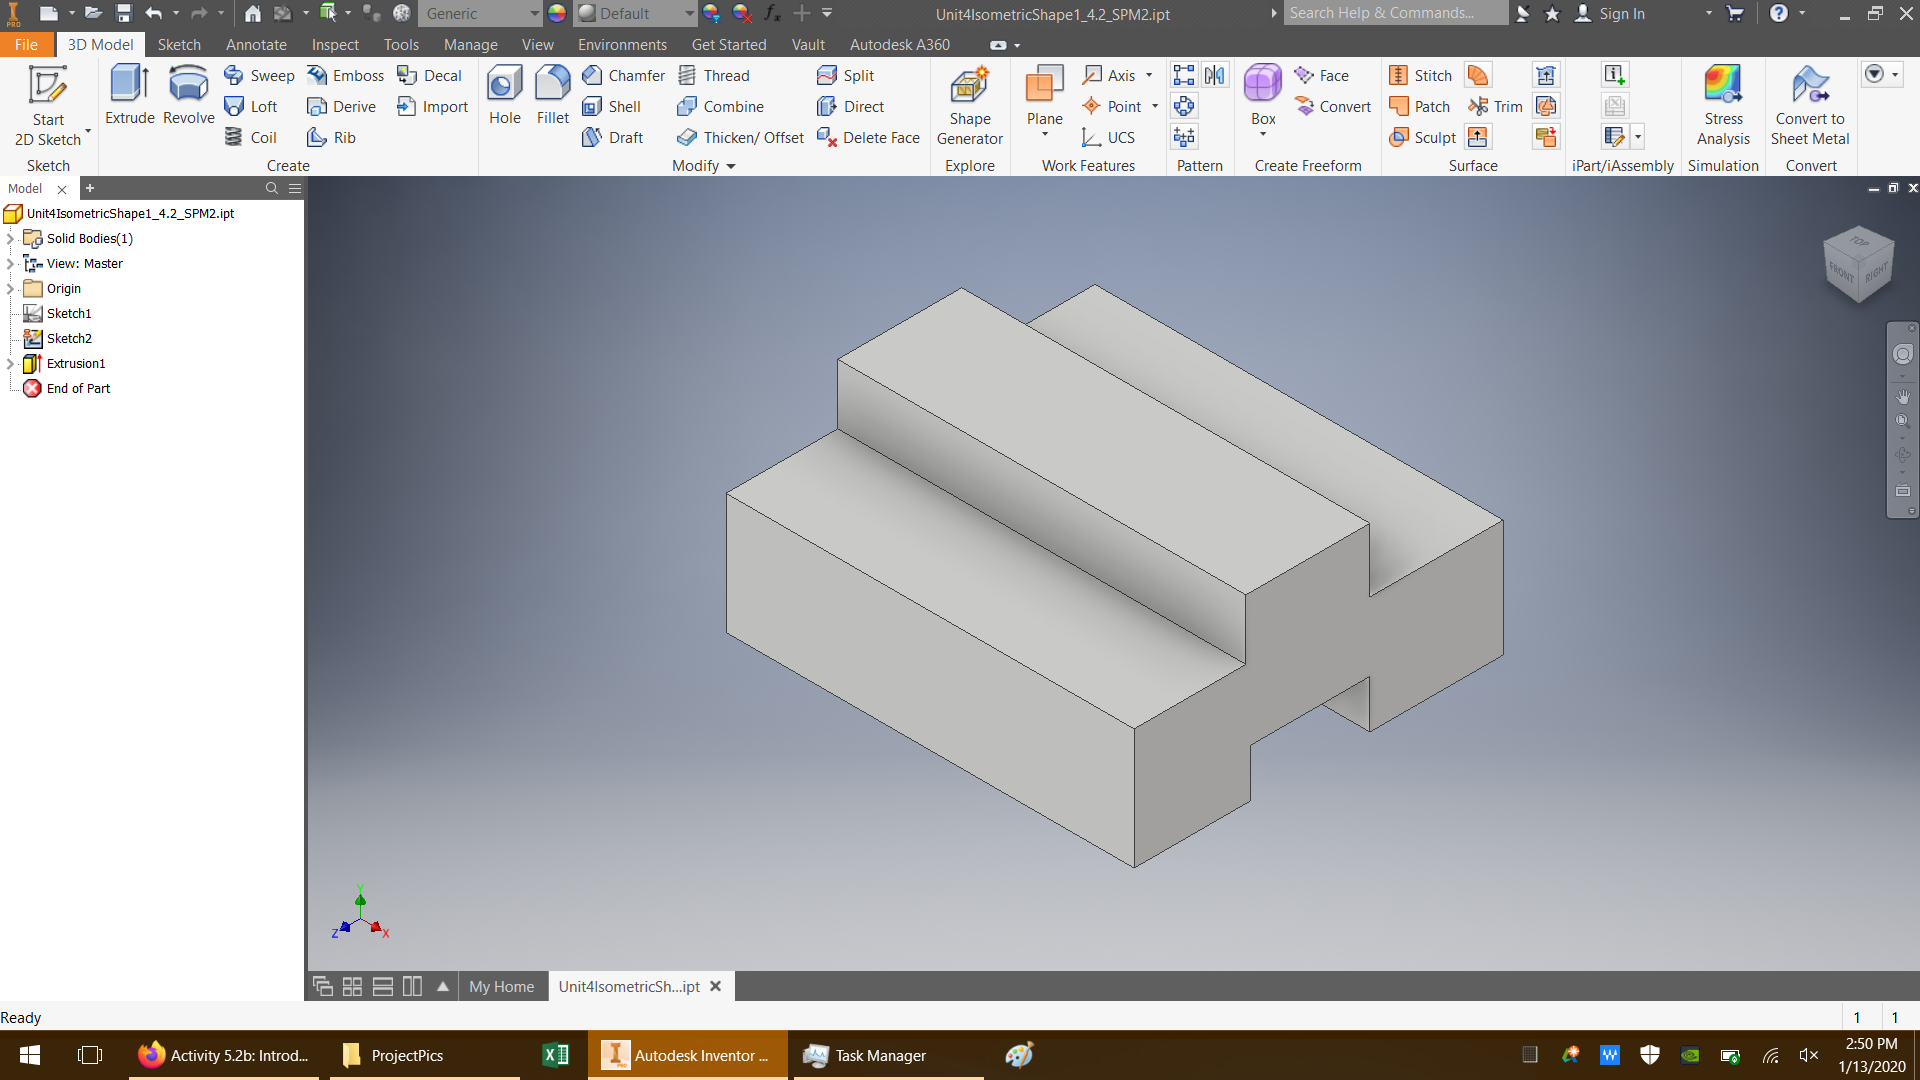 Generic Default Unit4IsometricShape1_4.2_SPM2.ipt Search Help & Commands... Sign In
File 3D Model Sketch Annotate Inspect Tools Manage View Environments Get Started Vault Autodesk A360
Start
2D Sketch
Extrude Revolve
Sweep Emboss Decal
Loft Derive Import
Coil Rib
Hole Fillet
Chamfer Thread Split
Shell Combine Direct
Draft Thicken/ Offset Delete Face
Shape
Generator
Plane
Axis
Point
UCS
Box
Face
Convert
Stitch
Patch Trim
Sculpt
Stress
Analysis
Convert to
Sheet Metal
Sketch Create Modify Explore Work Features Pattern Create Freeform Surface iPart/iAssembly Simulation Convert
Model
Unit4IsometricShape1_4.2_SPM2.ipt
Solid Bodies(1)
View: Master
Origin
Sketch1
Sketch2
Extrusion1
End of Part
TOP
FRONT RIGHT
Y
Z X
My Home Unit4IsometricSh...ipt
Ready 1 1
Activity 5.2b: Introd... ProjectPics Autodesk Inventor ... Task Manager
2:50 PM
1/13/2020